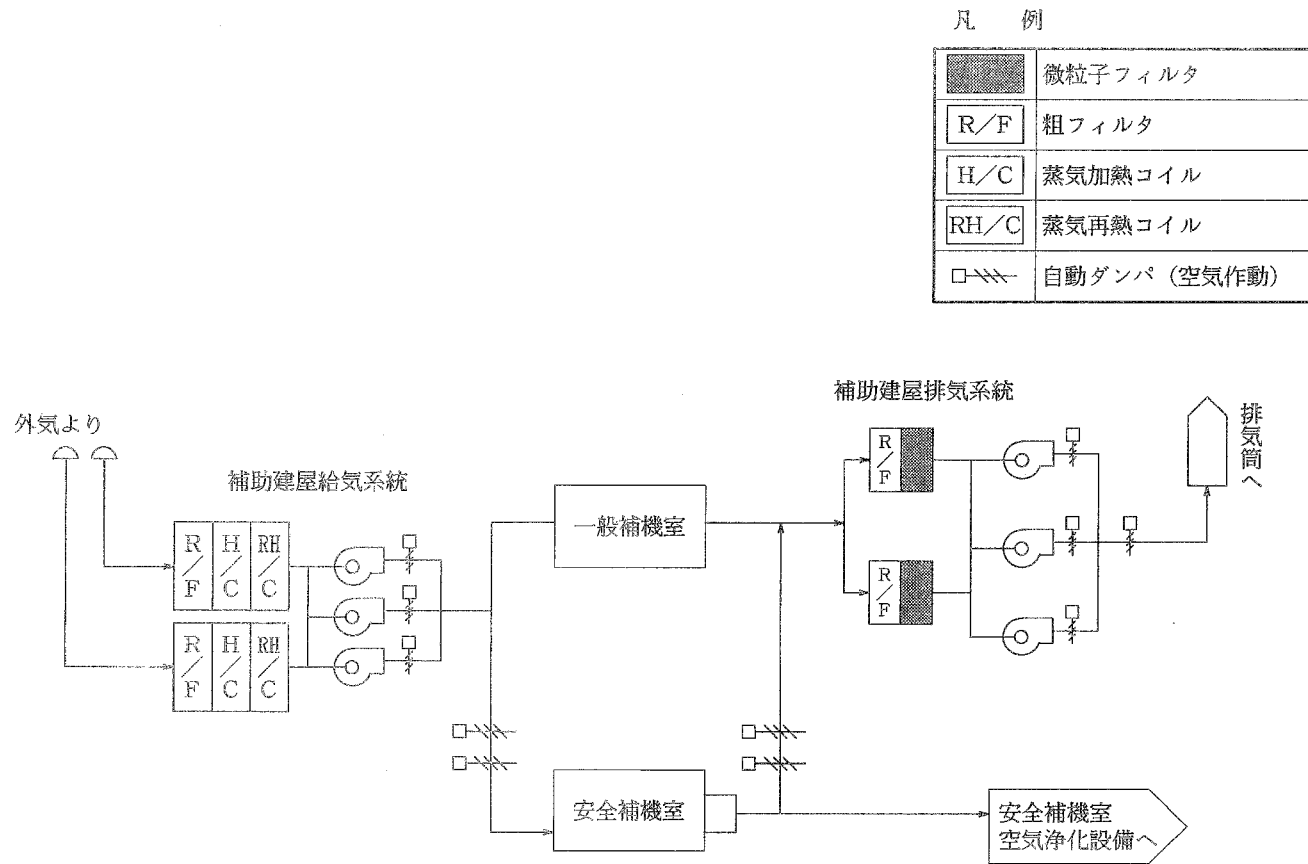 凡　例
微粒子フィルタ
R/F 粗フィルタ
H/C 蒸気加熱コイル
RH/C 蒸気再熱コイル
自動ダンパ（空気作動）
外気より
補助建屋給気系統
R/F H/C RH/C
R/F H/C RH/C
一般補機室
安全補機室
補助建屋排気系統
R/F
R/F
排気筒へ
安全補機室
空気浄化設備へ